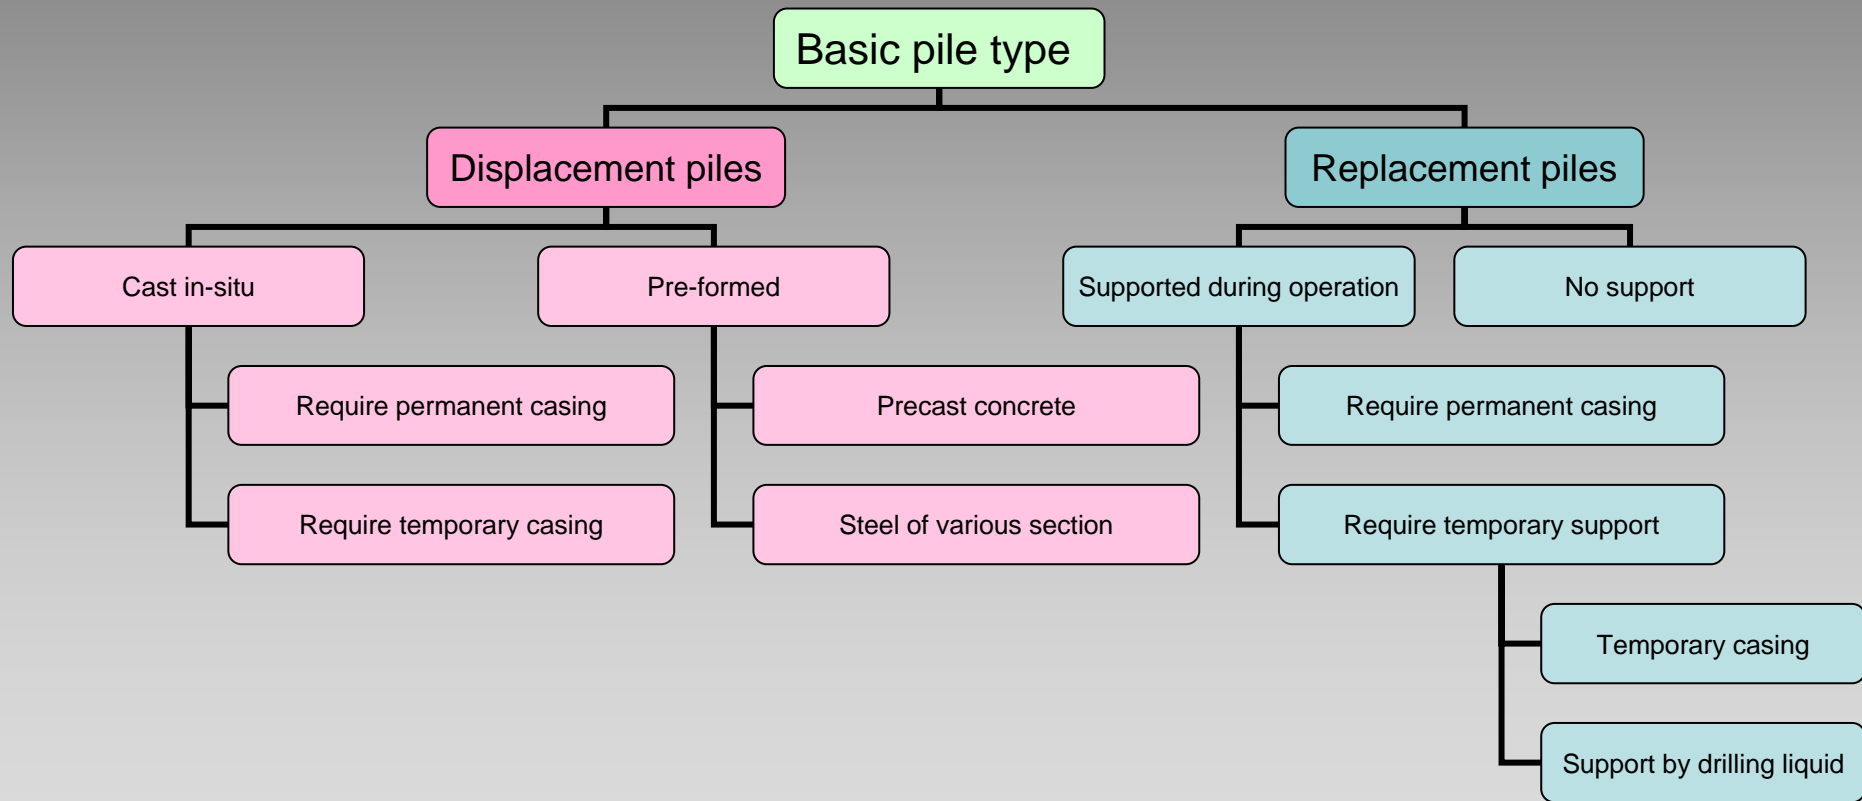 Basic pile type
Displacement piles
Replacement piles
Cast in-situ
Pre-formed
Supported during operation
No support
Require permanent casing
Precast concrete
Require permanent casing
Require temporary casing
Steel of various section
Require temporary support
Temporary casing
Support by drilling liquid